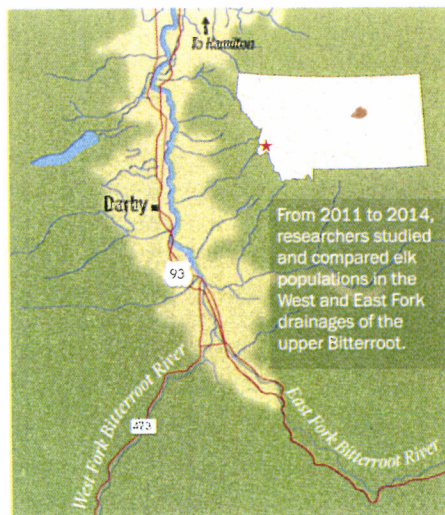 To Hamilton
Darby
93
From 2011 to 2014,
researchers studied
and compared elk
populations in the
West and East Fork
drainages of the
upper Bitterroot.
473
West Fork Bitterroot River
East Fork Bitterroot River